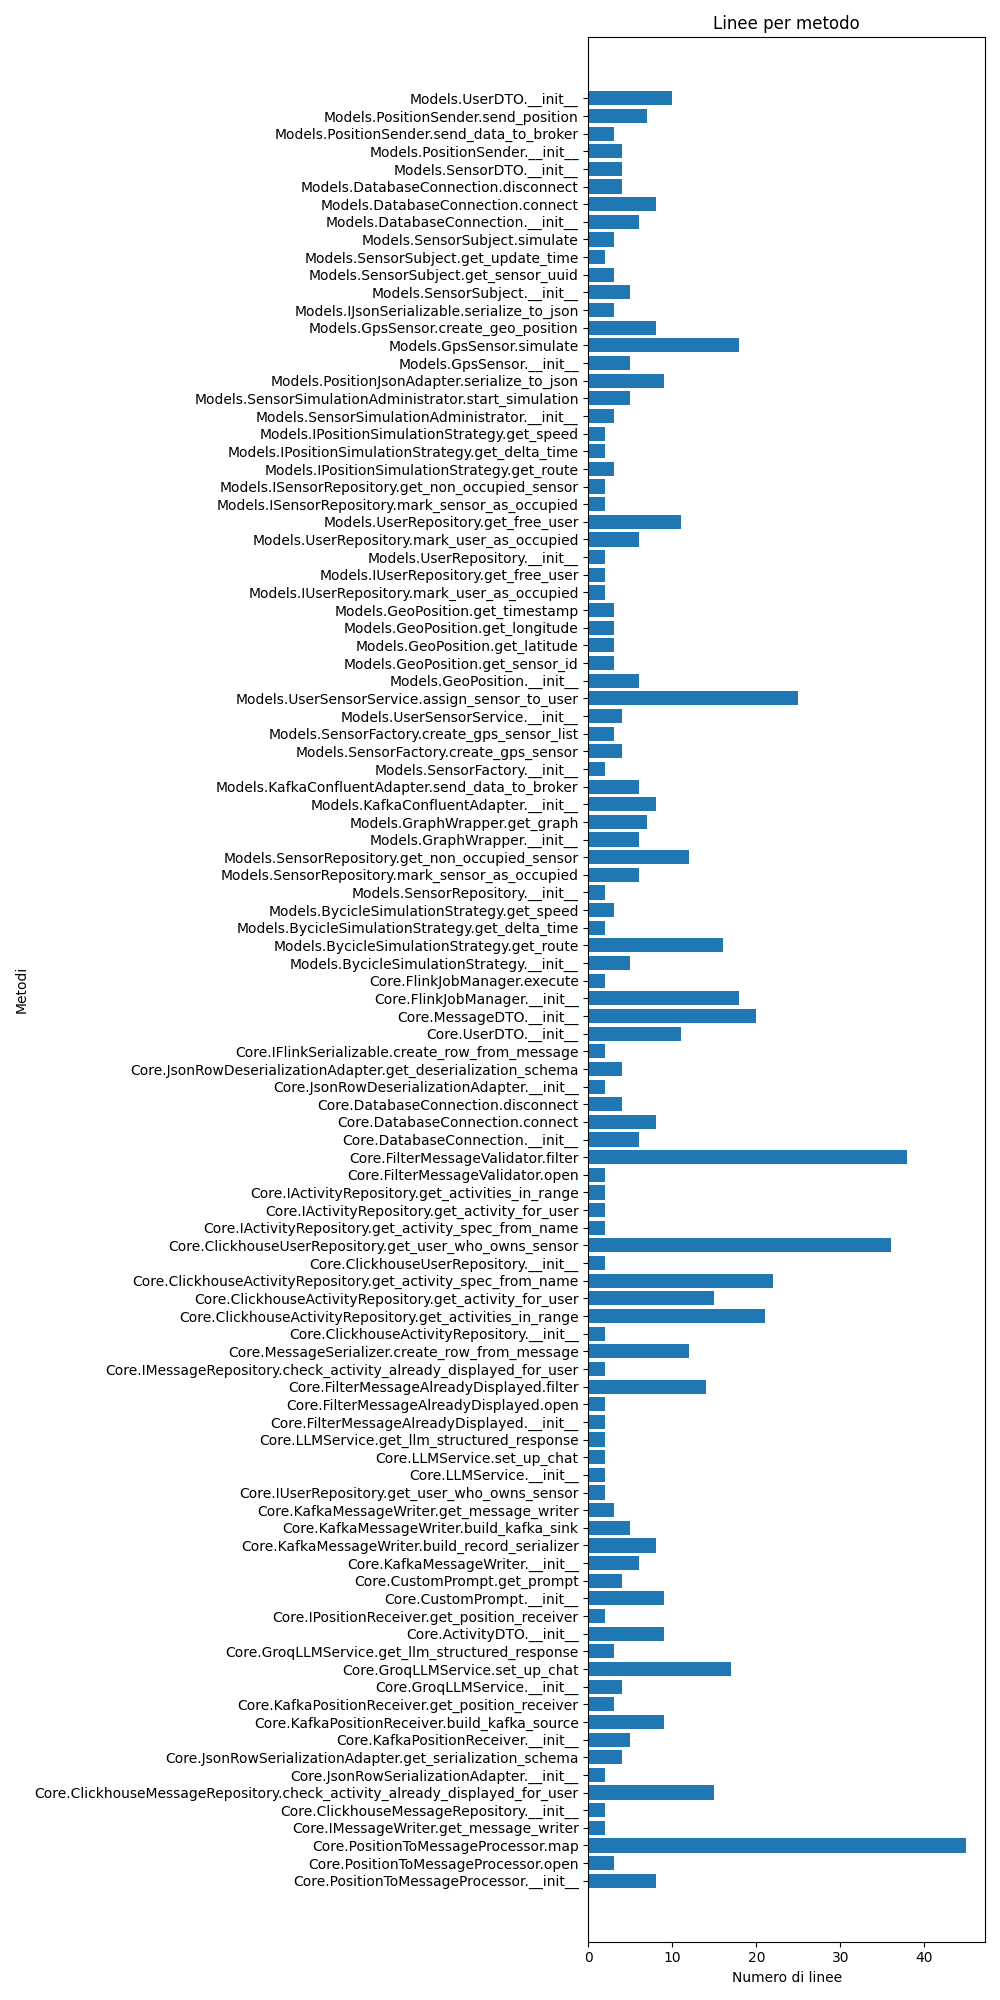 Linee per metodo
Models.UserDTO.__init__
Models.PositionSender.send_position
Models.PositionSender.send_data_to_broker
Models.PositionSender.__init__
Models.SensorDTO.__init__
Models.DatabaseConnection.disconnect
Models.DatabaseConnection.connect
Models.DatabaseConnection.__init__
Models.SensorSubject.simulate
Models.SensorSubject.get_update_time
Models.SensorSubject.get_sensor_uuid
Models.SensorSubject.__init__
Models.IJsonSerializable.serialize_to_json
Models.GpsSensor.create_geo_position
Models.GpsSensor.simulate
Models.GpsSensor.__init__
Models.PositionJsonAdapter.serialize_to_json
Models.SensorSimulationAdministrator.start_simulation
Models.SensorSimulationAdministrator.__init__
Models.IPositionSimulationStrategy.get_speed
Models.IPositionSimulationStrategy.get_delta_time
Models.IPositionSimulationStrategy.get_route
Models.ISensorRepository.get_non_occupied_sensor
Models.ISensorRepository.mark_sensor_as_occupied
Models.UserRepository.get_free_user
Models.UserRepository.mark_user_as_occupied
Models.UserRepository.__init__
Models.IUserRepository.get_free_user
Models.IUserRepository.mark_user_as_occupied
Models.GeoPosition.get_timestamp
Models.GeoPosition.get_longitude
Models.GeoPosition.get_latitude
Models.GeoPosition.get_sensor_id
Models.GeoPosition.__init__
Models.UserSensorService.assign_sensor_to_user
Models.UserSensorService.__init__
Models.SensorFactory.create_gps_sensor_list
Models.SensorFactory.create_gps_sensor
Models.SensorFactory.__init__
Models.KafkaConfluentAdapter.send_data_to_broker
Models.KafkaConfluentAdapter.__init__
Models.GraphWrapper.get_graph
Models.GraphWrapper.__init__
Models.SensorRepository.get_non_occupied_sensor
Models.SensorRepository.mark_sensor_as_occupied
Models.SensorRepository.__init__
Models.BycicleSimulationStrategy.get_speed
Models.BycicleSimulationStrategy.get_delta_time
Models.BycicleSimulationStrategy.get_route
Models.BycicleSimulationStrategy.__init__
Core.FlinkJobManager.execute
Core.FlinkJobManager.__init__
Core.MessageDTO.__init__
Core.UserDTO.__init__
Core.IFlinkSerializable.create_row_from_message
Core.JsonRowDeserializationAdapter.get_deserialization_schema
Core.JsonRowDeserializationAdapter.__init__
Core.DatabaseConnection.disconnect
Core.DatabaseConnection.connect
Core.DatabaseConnection.__init__
Core.FilterMessageValidator.filter
Core.FilterMessageValidator.open
Core.IActivityRepository.get_activities_in_range
Core.IActivityRepository.get_activity_for_user
Core.IActivityRepository.get_activity_spec_from_name
Core.ClickhouseUserRepository.get_user_who_owns_sensor
Core.ClickhouseUserRepository.__init__
Core.ClickhouseActivityRepository.get_activity_spec_from_name
Core.ClickhouseActivityRepository.get_activity_for_user
Core.ClickhouseActivityRepository.get_activities_in_range
Core.ClickhouseActivityRepository.__init__
Core.MessageSerializer.create_row_from_message
Core.IMessageRepository.check_activity_already_displayed_for_user
Core.FilterMessageAlreadyDisplayed.filter
Core.FilterMessageAlreadyDisplayed.open
Core.FilterMessageAlreadyDisplayed.__init__
Core.LLMService.get_llm_structured_response
Core.LLMService.set_up_chat
Core.LLMService.__init__
Core.IUserRepository.get_user_who_owns_sensor
Core.KafkaMessageWriter.get_message_writer
Core.KafkaMessageWriter.build_kafka_sink
Core.KafkaMessageWriter.build_record_serializer
Core.KafkaMessageWriter.__init__
Core.CustomPrompt.get_prompt
Core.CustomPrompt.__init__
Core.IPositionReceiver.get_position_receiver
Core.ActivityDTO.__init__
Core.GroqLLMService.get_llm_structured_response
Core.GroqLLMService.set_up_chat
Core.GroqLLMService.__init__
Core.KafkaPositionReceiver.get_position_receiver
Core.KafkaPositionReceiver.build_kafka_source
Core.KafkaPositionReceiver.__init__
Core.JsonRowSerializationAdapter.get_serialization_schema
Core.JsonRowSerializationAdapter.__init__
Core.ClickhouseMessageRepository.check_activity_already_displayed_for_user
Core.ClickhouseMessageRepository.__init__
Core.IMessageWriter.get_message_writer
Core.PositionToMessageProcessor.map
Core.PositionToMessageProcessor.open
Core.PositionToMessageProcessor.__init__
Metodi
0 10 20 30 40
Numero di linee